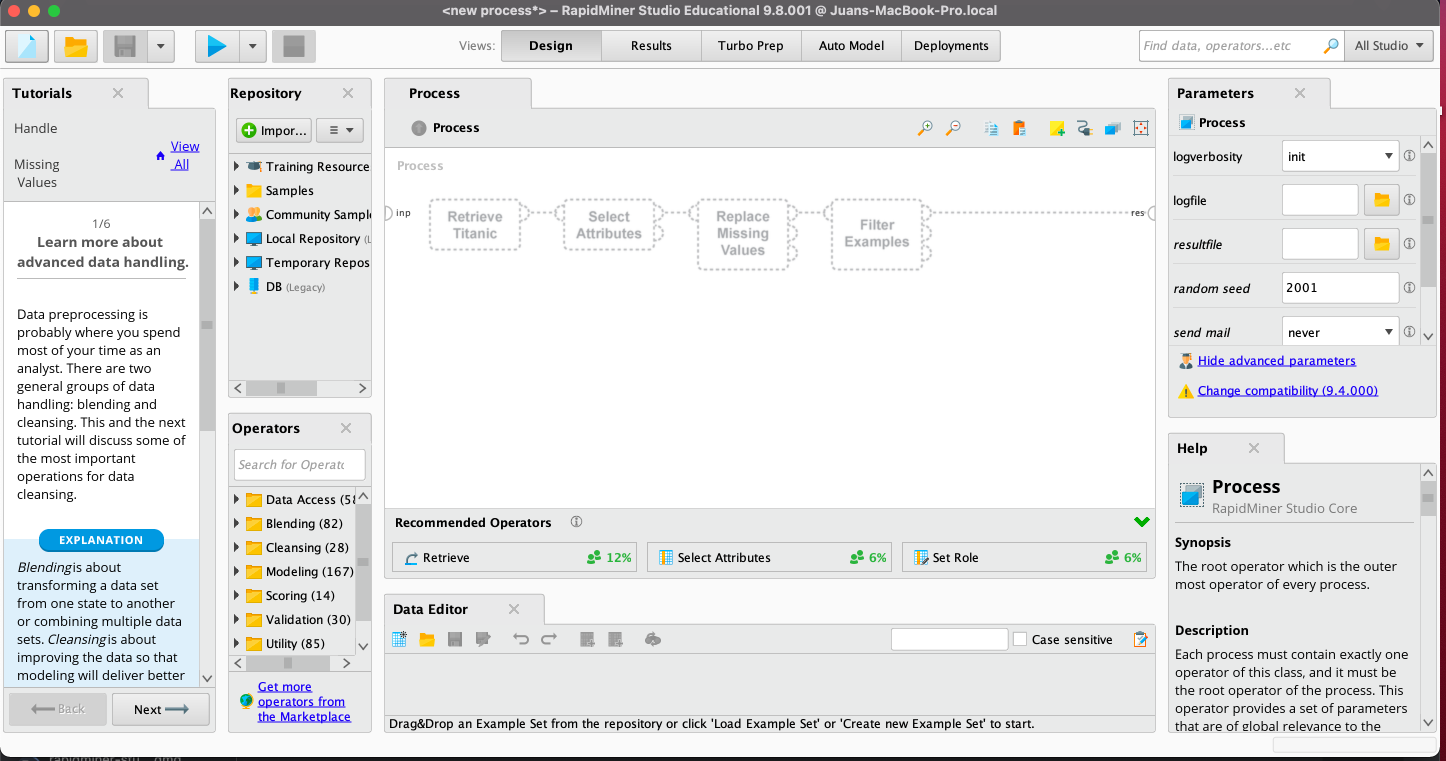 <new process*> – RapidMiner Studio Educational 9.8.001 @ Juans-MacBook-Pro.local
Views:
Design
Results
Turbo Prep
Auto Model
Deployments
Find data, operators...etc
All Studio
Tutorials
Handle
Missing
Values
View
All
1/6
Learn more about
advanced data handling.
Data preprocessing is
probably where you spend
most of your time as an
analyst. There are two
general groups of data
handling: blending and
cleansing. This and the next
tutorial will discuss some of
the most important
operations for data
cleansing.
EXPLANATION
Blending is about
transforming a data set
from one state to another
or combining multiple data
sets. Cleansing is about
improving the data so that
modeling will deliver better
Back
Next
Repository
Impor...
Training Resource
Samples
Community Sampl
Local Repository (L
Temporary Repos
DB (Legacy)
Operators
Search for Operato
Data Access (58
Blending (82)
Cleansing (28)
Modeling (167)
Scoring (14)
Validation (30)
Utility (85)
Get more
operators from
the Marketplace
Process
Process
Process
inp
Retrieve
Titanic
Select
Attributes
Replace
Missing
Values
Filter
Examples
res
Recommended Operators
Retrieve 12%
Select Attributes 6%
Set Role 6%
Data Editor
Case sensitive
Drag&Drop an Example Set from the repository or click 'Load Example Set' or 'Create new Example Set' to start.
Parameters
Process
logverbosity init
logfile
resultfile
random seed 2001
send mail never
Hide advanced parameters
Change compatibility (9.4.000)
Help
Process
RapidMiner Studio Core
Synopsis
The root operator which is the outer
most operator of every process.
Description
Each process must contain exactly one
operator of this class, and it must be
the root operator of the process. This
operator provides a set of parameters
that are of global relevance to the